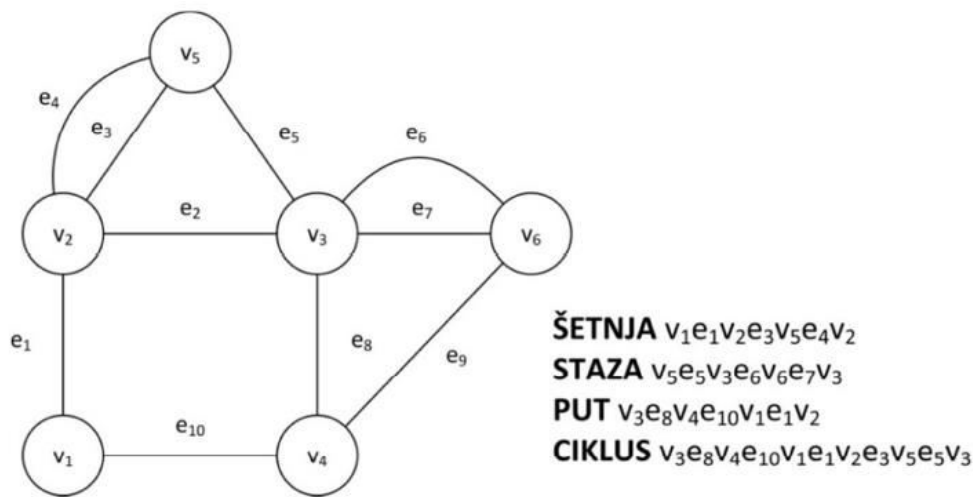 v₅
e₄
e₃
e₅
e₆
e₂
e₇
v₂
v₃
v₆
e₁
e₈
e₉
e₁₀
v₁
v₄
ŠETNJA v₁e₁v₂e₃v₅e₄v₂
STAZA v₅e₅v₃e₆v₆e₇v₃
PUT v₃e₈v₄e₁₀v₁e₁v₂
CIKLUS v₃e₈v₄e₁₀v₁e₁v₂e₃v₅e₅v₃